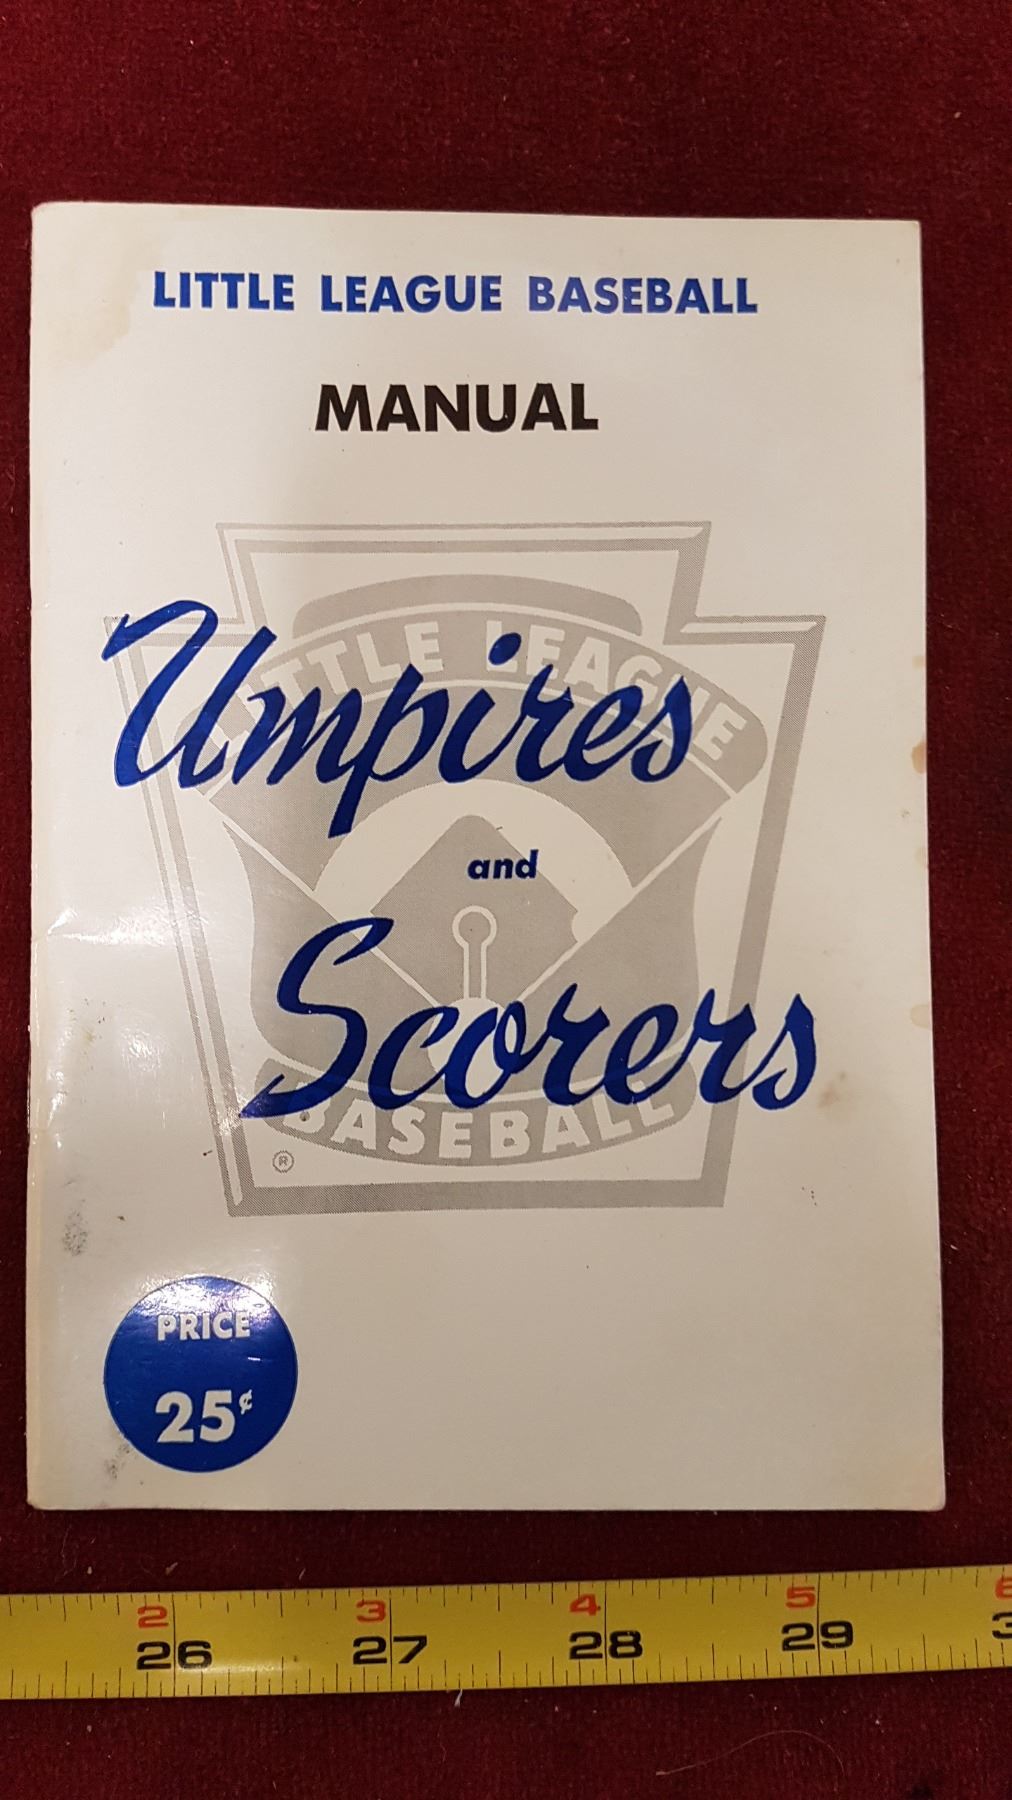 LITTLE LEAGUE BASEBALL
MANUAL
LITTLE LEAGUE
Umpires
and
Scorers
BASEBALL
®
PRICE
25¢
2 3 4 5 6
26 27 28 29